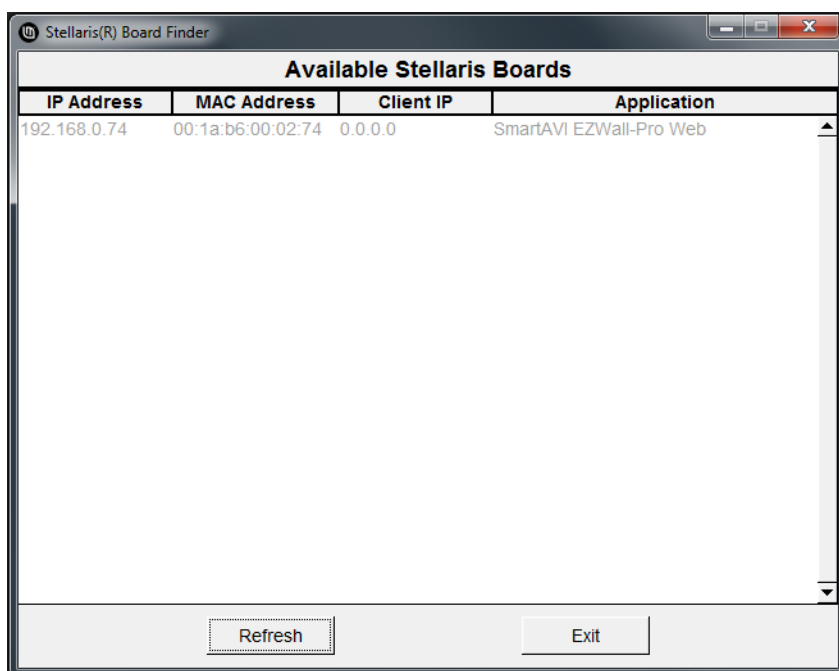 Stellaris(R) Board Finder
Available Stellaris Boards
IP Address MAC Address Client IP Application
192.168.0.74 00:1a:b6:00:02:74 0.0.0.0 SmartAVI EZWall-Pro Web
Refresh Exit